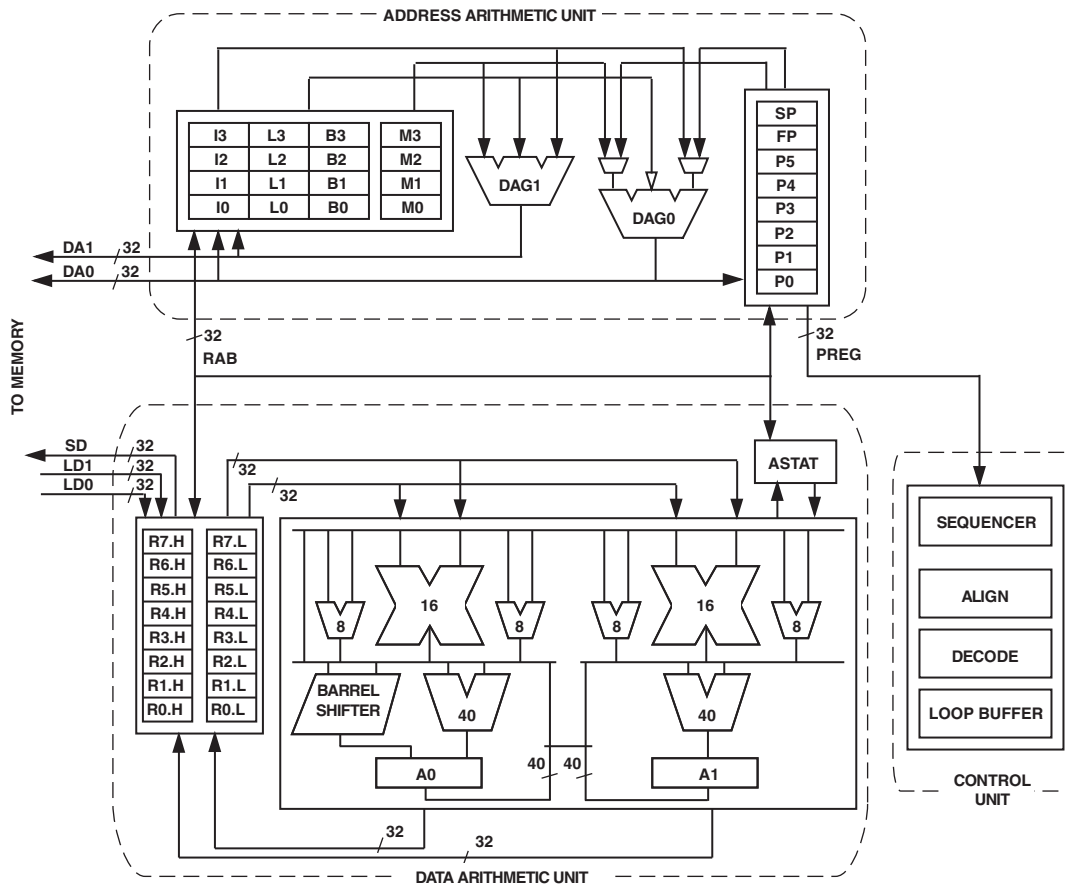 ADDRESS ARITHMETIC UNIT
SP
I3 L3 B3 M3
FP
I2 L2 B2 M2
P5
I1 L1 B1 M1
DAG1
P4
I0 L0 B0 M0
DAG0
P3
P2
DA1 32
P1
DA0 32
P0
TO MEMORY
32
RAB
32
PREG
SD 32
LD1 32
LD0 32
32
32
ASTAT
R7.H R7.L
R6.H R6.L
R5.H R5.L
R4.H R4.L
R3.H R3.L
R2.H R2.L
R1.H R1.L
R0.H R0.L
8 16 8 8 16 8
BARREL
SHIFTER
40
40
A0
40 40
A1
32
32
DATA ARITHMETIC UNIT
SEQUENCER
ALIGN
DECODE
LOOP BUFFER
CONTROL
UNIT